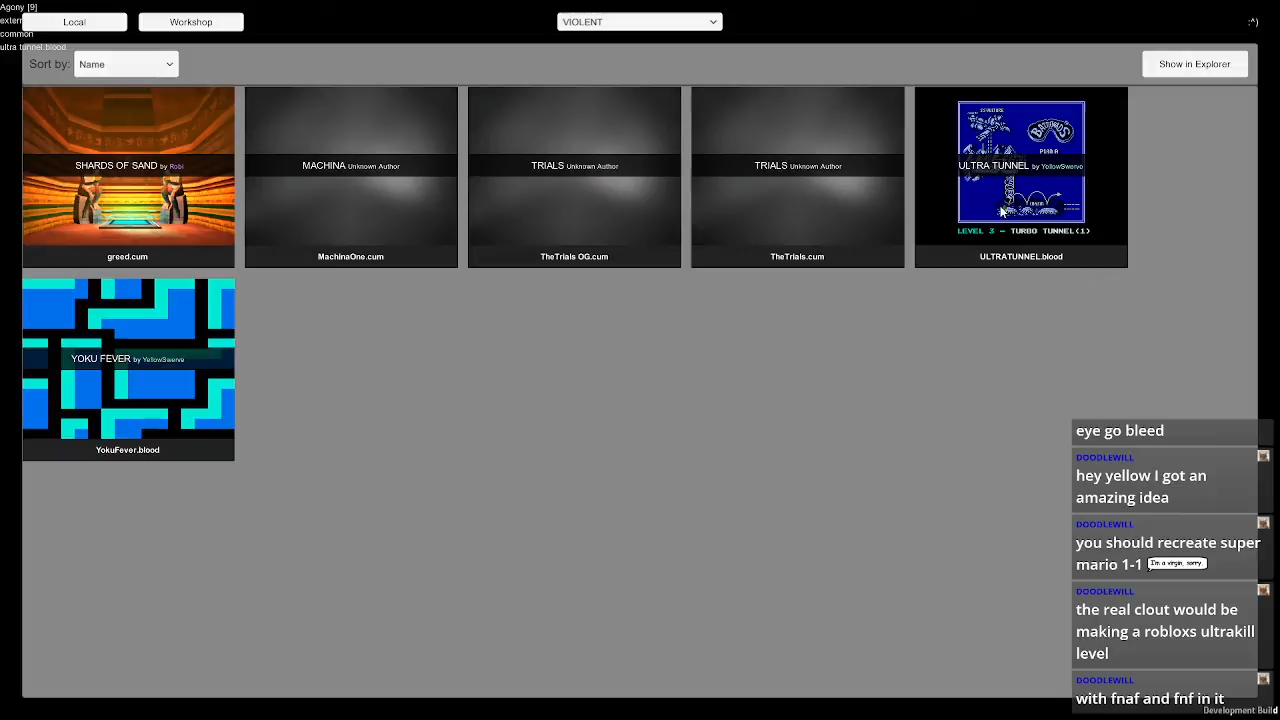 Agony [9]
exter
common
ultra tunnel.blood
Local
Workshop
VIOLENT
:^)
Sort by:
Name
Show in Explorer
SHARDS OF SAND by Robi
greed.cum
MACHINA Unknown Author
MachinaOne.cum
TRIALS Unknown Author
TheTrials OG.cum
TRIALS Unknown Author
TheTrials.cum
ULTRA TUNNEL by YellowSwerve
LEVEL 3 - TURBO TUNNEL(1)
ULTRATUNNEL.blood
YOKU FEVER by YellowSwerve
YokuFever.blood
eye go bleed
DOODLEWILL
hey yellow I got an
amazing idea
DOODLEWILL
you should recreate super
mario 1-1 I'm a virgin, sorry.
DOODLEWILL
the real clout would be
making a robloxs ultrakill
level
DOODLEWILL
with fnaf and fnf in it
Development Build